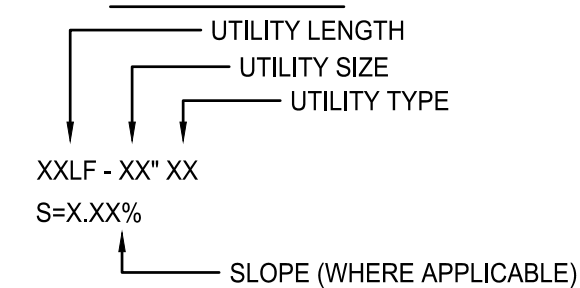 UTILITY LENGTH
UTILITY SIZE
UTILITY TYPE
XXLF - XX" XX
S=X.XX%
SLOPE (WHERE APPLICABLE)